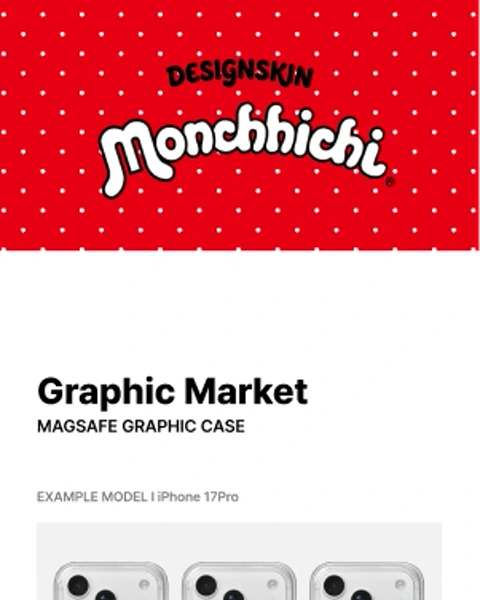 DESIGNSKIN
Monchhichi®
Graphic Market
MAGSAFE GRAPHIC CASE
EXAMPLE MODEL I iPhone 17Pro